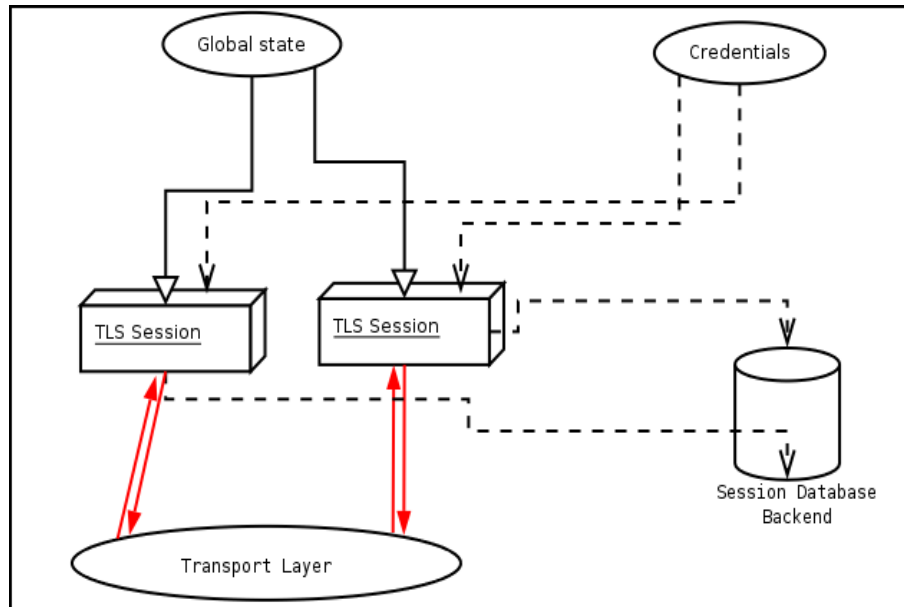 Global state
Credentials
TLS Session
TLS Session
Session Database
Backend
Transport Layer